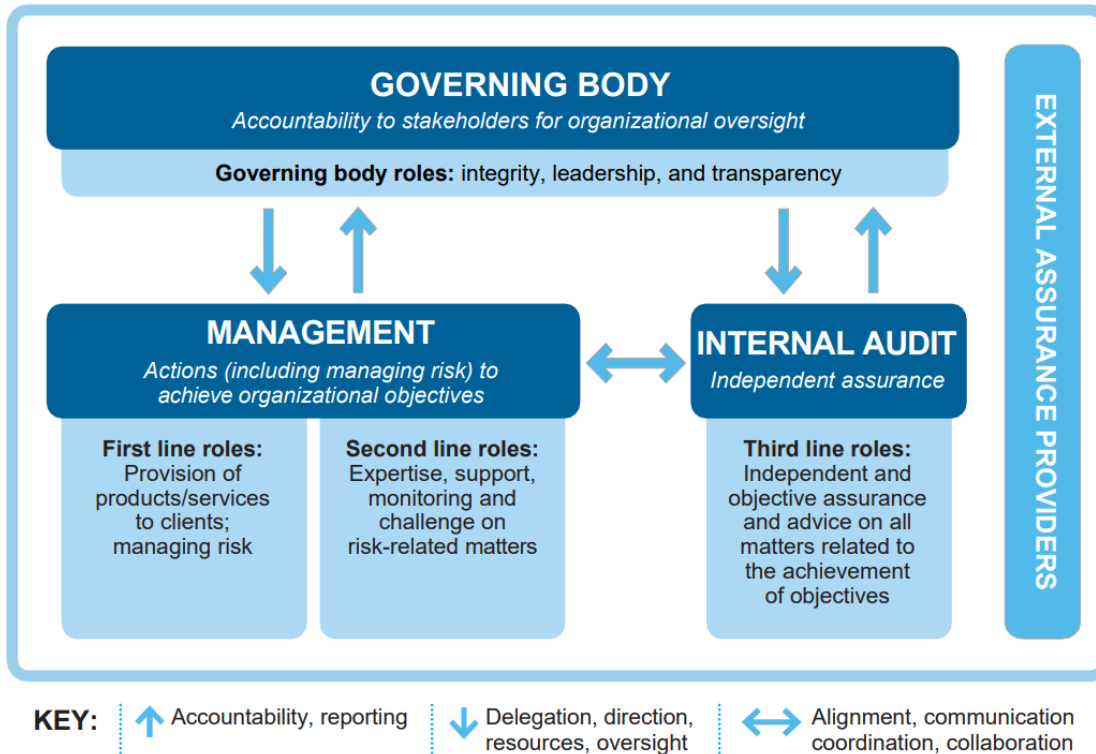 GOVERNING BODY
Accountability to stakeholders for organizational oversight
Governing body roles: integrity, leadership, and transparency
MANAGEMENT
Actions (including managing risk) to
achieve organizational objectives
First line roles:
Provision of
products/services
to clients;
managing risk
Second line roles:
Expertise, support,
monitoring and
challenge on
risk-related matters
INTERNAL AUDIT
Independent assurance
Third line roles:
Independent and
objective assurance
and advice on all
matters related to
the achievement
of objectives
EXTERNAL ASSURANCE PROVIDERS
KEY:
Accountability, reporting
Delegation, direction,
resources, oversight
Alignment, communication
coordination, collaboration